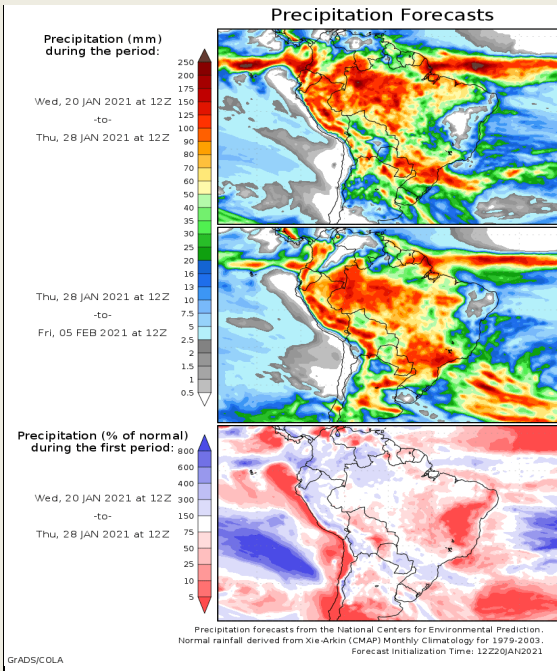 Precipitation Forecasts
Precipitation (mm)
during the period:
Wed, 20 JAN 2021 at 12Z
-to-
Thu, 28 JAN 2021 at 12Z
250
200
175
150
125
100
90
80
70
60
50
40
35
30
25
20
16
13
10
7.5
5
2.5
2
1.5
1
0.5
Thu, 28 JAN 2021 at 12Z
-to-
Fri, 05 FEB 2021 at 12Z
Precipitation (% of normal)
during the first period:
Wed, 20 JAN 2021 at 12Z
-to-
Thu, 28 JAN 2021 at 12Z
800
600
400
300
150
75
50
25
10
5
Precipitation forecasts from the National Centers for Environmental Prediction.
Normal rainfall derived from Xie-Arkin (CMAP) Monthly Climatology for 1979-2003.
Forecast Initialization Time: 12Z20JAN2021
GrADS/COLA